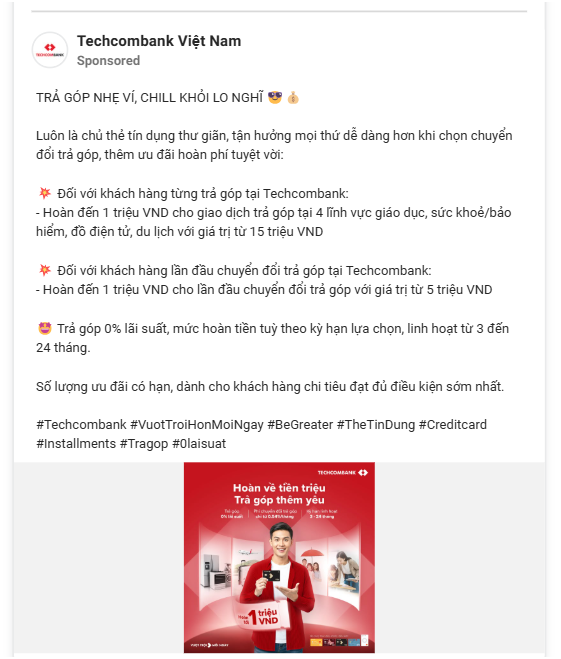 Techcombank Việt Nam
Sponsored
TRẢ GÓP NHẸ VÍ, CHILL KHỎI LO NGHĨ 😎 💰
Luôn là chủ thẻ tín dụng thư giãn, tận hưởng mọi thứ dễ dàng hơn khi chọn chuyển
đổi trả góp, thêm ưu đãi hoàn phí tuyệt vời:
💥 Đối với khách hàng từng trả góp tại Techcombank:
- Hoàn đến 1 triệu VND cho giao dịch trả góp tại 4 lĩnh vực giáo dục, sức khoẻ/bảo
hiểm, đồ điện tử, du lịch với giá trị từ 15 triệu VND
💥 Đối với khách hàng lần đầu chuyển đổi trả góp tại Techcombank:
- Hoàn đến 1 triệu VND cho lần đầu chuyển đổi trả góp với giá trị từ 5 triệu VND
🤩 Trả góp 0% lãi suất, mức hoàn tiền tuỳ theo kỳ hạn lựa chọn, linh hoạt từ 3 đến
24 tháng.
Số lượng ưu đãi có hạn, dành cho khách hàng chi tiêu đạt đủ điều kiện sớm nhất.
#Techcombank #VuotTroiHonMoiNgay #BeGreater #TheTinDung #Creditcard
#Installments #Tragop #0laisuat
TECHCOMBANK
Hoàn về tiền triệu
Trả góp thêm yêu
Trả góp
0% lãi suất
Phí chuyển đổi trả góp
Kỳ hạn linh hoạt
3 - 24 tháng
1 triệu
VND